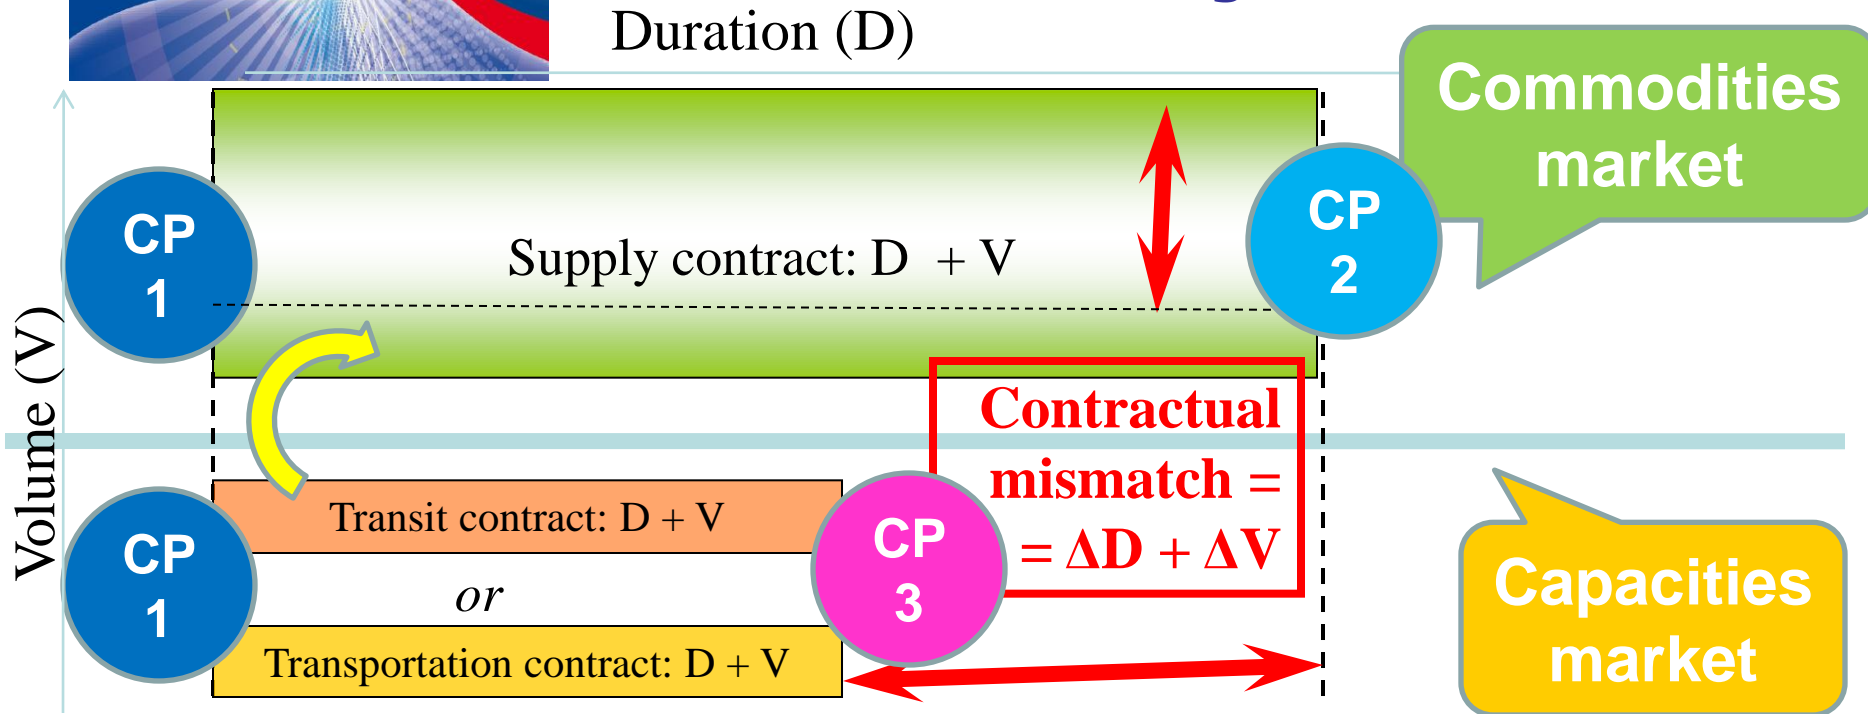 Duration (D)
Commodities
market
CP
1
CP
2
Supply contract: D + V
Volume (V)
Contractual
mismatch =
= ΔD + ΔV
Transit contract: D + V
CP
1
or
CP
3
Transportation contract: D + V
Capacities
market